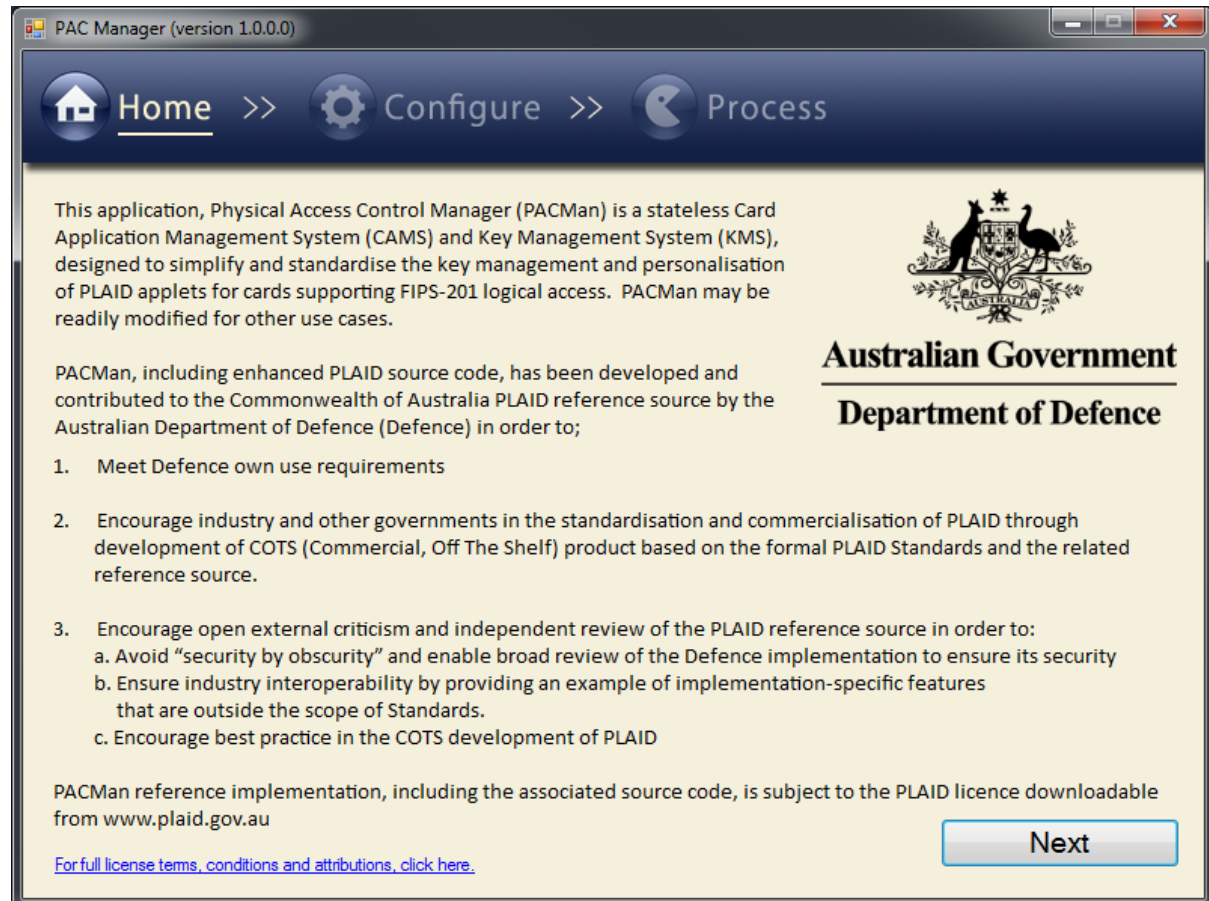 PAC Manager (version 1.0.0.0)
Home >> Configure >> Process
This application, Physical Access Control Manager (PACMan) is a stateless Card
Application Management System (CAMS) and Key Management System (KMS),
designed to simplify and standardise the key management and personalisation
of PLAID applets for cards supporting FIPS-201 logical access.  PACMan may be
readily modified for other use cases.
AUSTRALIA
Australian Government
Department of Defence
PACMan, including enhanced PLAID source code, has been developed and
contributed to the Commonwealth of Australia PLAID reference source by the
Australian Department of Defence (Defence) in order to;
1. Meet Defence own use requirements
2. Encourage industry and other governments in the standardisation and commercialisation of PLAID through
development of COTS (Commercial, Off The Shelf) product based on the formal PLAID Standards and the related
reference source.
3. Encourage open external criticism and independent review of the PLAID reference source in order to:
a. Avoid “security by obscurity” and enable broad review of the Defence implementation to ensure its security
b. Ensure industry interoperability by providing an example of implementation-specific features
that are outside the scope of Standards.
c. Encourage best practice in the COTS development of PLAID
PACMan reference implementation, including the associated source code, is subject to the PLAID licence downloadable
from www.plaid.gov.au
For full license terms, conditions and attributions, click here.
Next